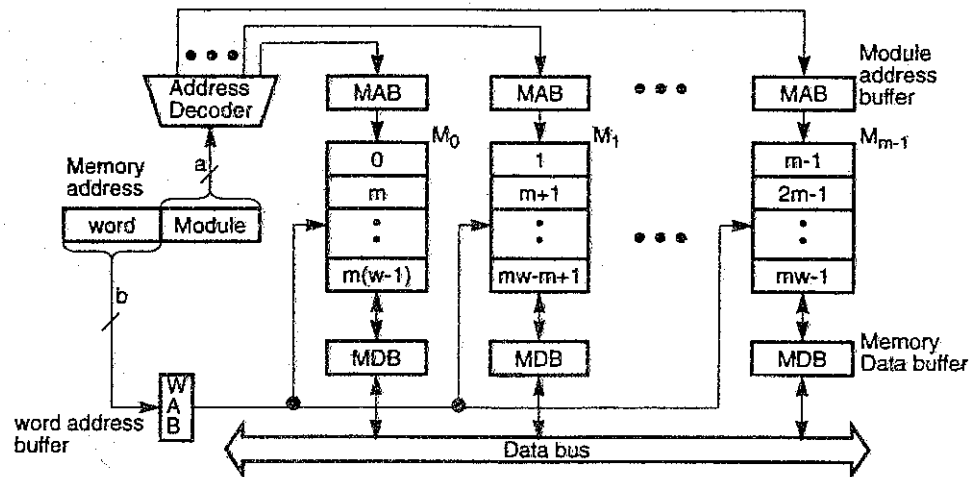 Address
Decoder
MAB
MAB
MAB
Module
address
buffer
M0
M1
Mm-1
Memory
address
a
word
Module
b
0
m
m(w-1)
1
m+1
mw-m+1
m-1
2m-1
mw-1
MDB
MDB
MDB
Memory
Data buffer
W
A
B
word address
buffer
Data bus